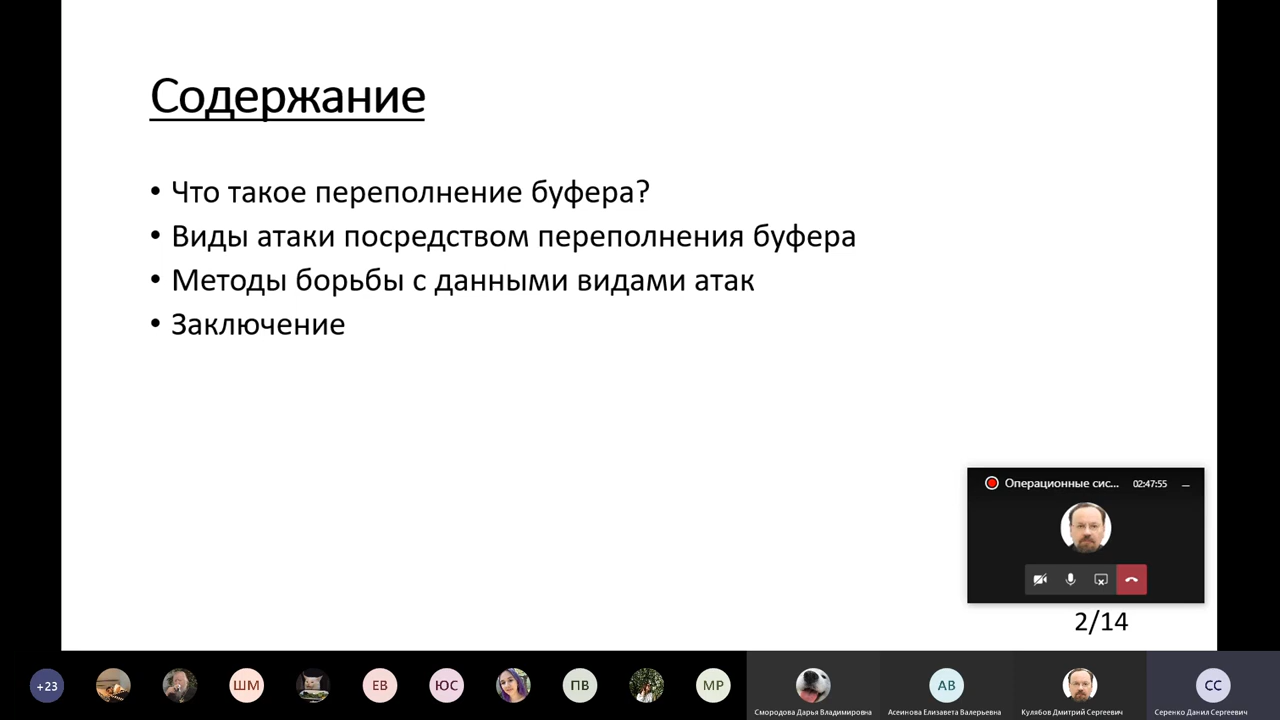 Содержание
• Что такое переполнение буфера?
• Виды атаки посредством переполнения буфера
• Методы борьбы с данными видами атак
• Заключение
Операционные сис... 02:47:55
2/14
+23 ШМ ЕВ ЮС ПВ МР АВ СС
Смородова Дарья Владимировна Асеинова Елизавета Валерьевна Кулябов Дмитрий Сергеевич Серенко Данил Сергеевич